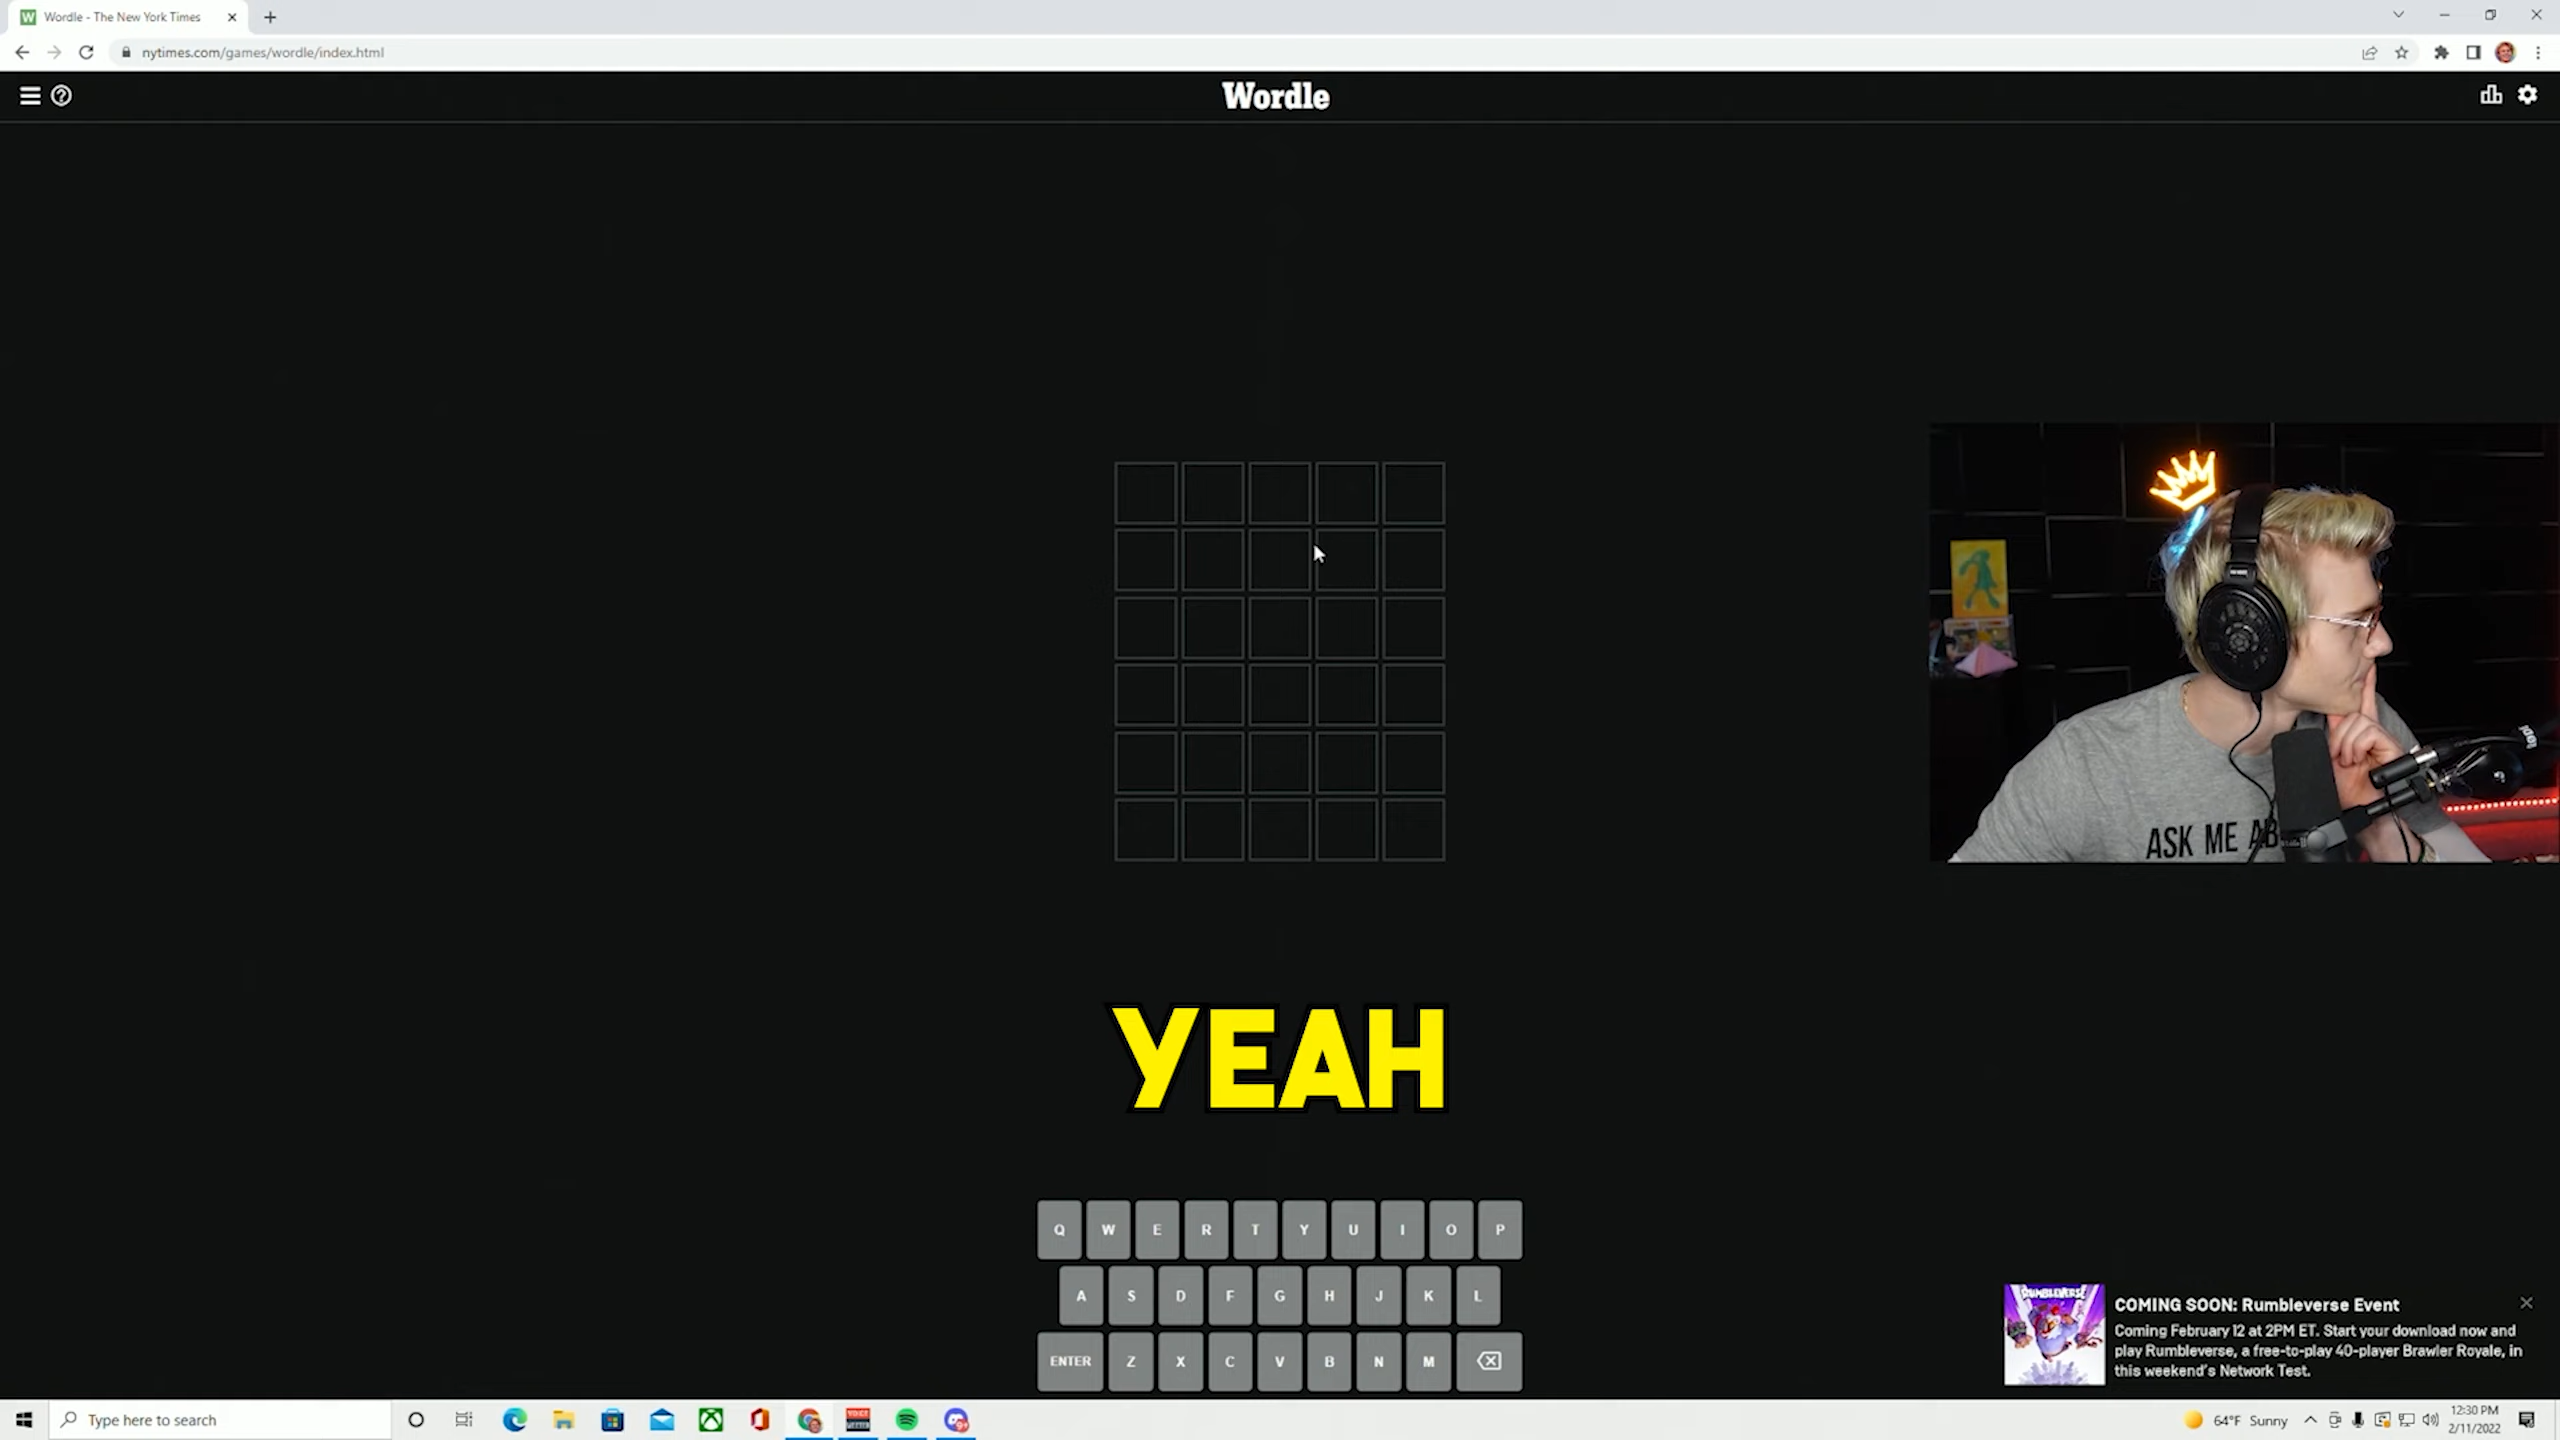 Wordle - The New York Times
nytimes.com/games/wordle/index.html
Wordle
ASK ME AB
YEAH
Q W E R T Y U I O P
A S D F G H J K L
ENTER Z X C V B N M
RUMBLEVERSE
COMING SOON: Rumbleverse Event
Coming February 12 at 2PM ET. Start your download now and
play Rumbleverse, a free-to-play 40-player Brawler Royale, in
this weekend's Network Test.
Type here to search
64°F Sunny
12:30 PM
2/11/2022